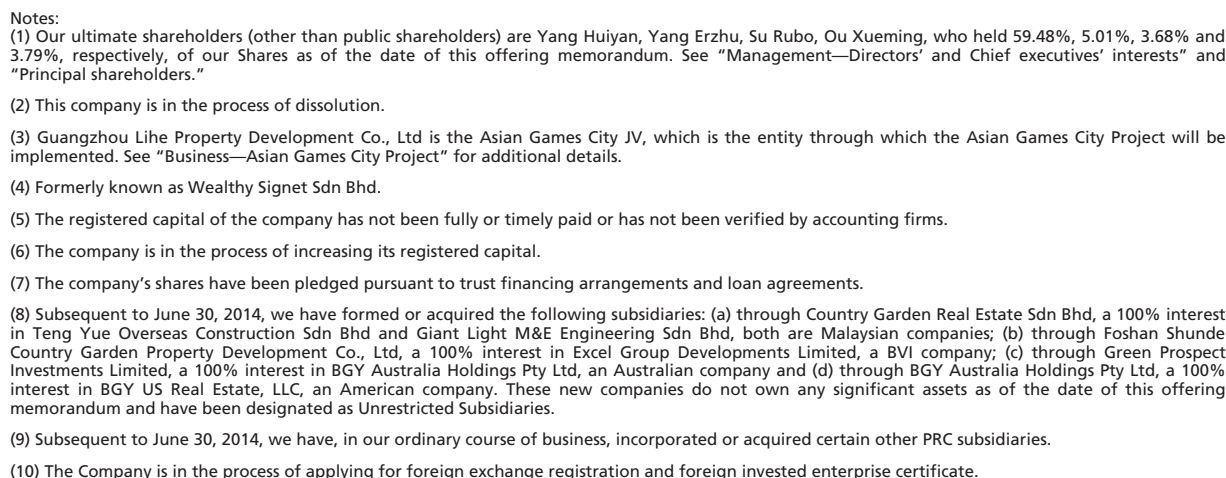 Notes:
(1) Our ultimate shareholders (other than public shareholders) are Yang Huiyan, Yang Erzhu, Su Rubo, Ou Xueming, who held 59.48%, 5.01%, 3.68% and
3.79%, respectively, of our Shares as of the date of this offering memorandum. See “Management—Directors’ and Chief executives’ interests” and
“Principal shareholders.”
(2) This company is in the process of dissolution.
(3) Guangzhou Lihe Property Development Co., Ltd is the Asian Games City JV, which is the entity through which the Asian Games City Project will be
implemented. See “Business—Asian Games City Project” for additional details.
(4) Formerly known as Wealthy Signet Sdn Bhd.
(5) The registered capital of the company has not been fully or timely paid or has not been verified by accounting firms.
(6) The company is in the process of increasing its registered capital.
(7) The company’s shares have been pledged pursuant to trust financing arrangements and loan agreements.
(8) Subsequent to June 30, 2014, we have formed or acquired the following subsidiaries: (a) through Country Garden Real Estate Sdn Bhd, a 100% interest
in Teng Yue Overseas Construction Sdn Bhd and Giant Light M&E Engineering Sdn Bhd, both are Malaysian companies; (b) through Foshan Shunde
Country Garden Property Development Co., Ltd, a 100% interest in Excel Group Developments Limited, a BVI company; (c) through Green Prospect
Investments Limited, a 100% interest in BGY Australia Holdings Pty Ltd, an Australian company and (d) through BGY Australia Holdings Pty Ltd, a 100%
interest in BGY US Real Estate, LLC, an American company. These new companies do not own any significant assets as of the date of this offering
memorandum and have been designated as Unrestricted Subsidiaries.
(9) Subsequent to June 30, 2014, we have, in our ordinary course of business, incorporated or acquired certain other PRC subsidiaries.
(10) The Company is in the process of applying for foreign exchange registration and foreign invested enterprise certificate.